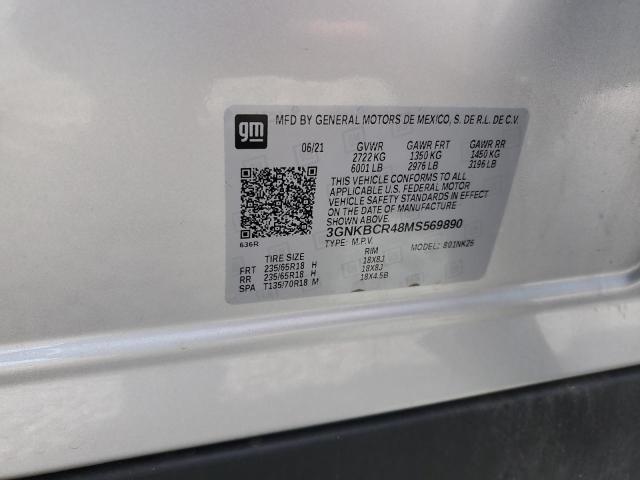 gm MFD BY GENERAL MOTORS DE MEXICO, S. DE R.L. DE C.V.
06/21 GVWR GAWR FRT GAWR RR
2722 KG 1350 KG 1450 KG
6001 LB 2976 LB 3196 LB
THIS VEHICLE CONFORMS TO ALL
APPLICABLE U.S. FEDERAL MOTOR
VEHICLE SAFETY STANDARDS IN
EFFECT ON THE DATE OF MANUFACTURE
SHOWN ABOVE.
3GNKBCR48MS569890
636R TYPE: M.P.V. MODEL: 801NKZ6
TIRE SIZE RIM
FRT 235/65R18 H 18X8J
RR 235/65R18 H 18X8J
SPA T135/70R18 M 18X4.5B